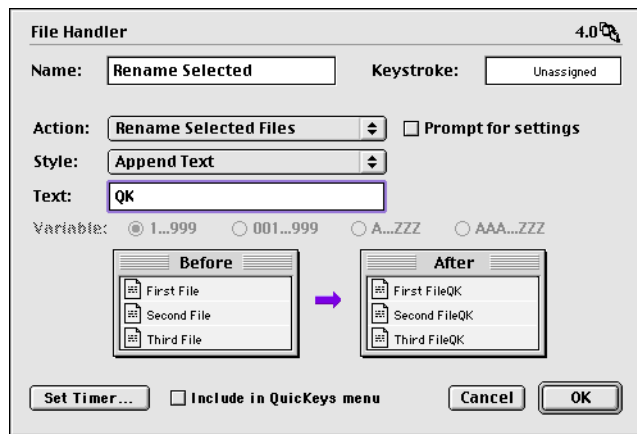 File Handler 4.0
Name: Rename Selected Keystroke: Unassigned
Action: Rename Selected Files Prompt for settings
Style: Append Text
Text: QK
Variable: 1...999 001...999 A...ZZZ AAA...ZZZ
Before After
First File First FileQK
Second File Second FileQK
Third File Third FileQK
Set Timer... Include in QuicKeys menu Cancel OK